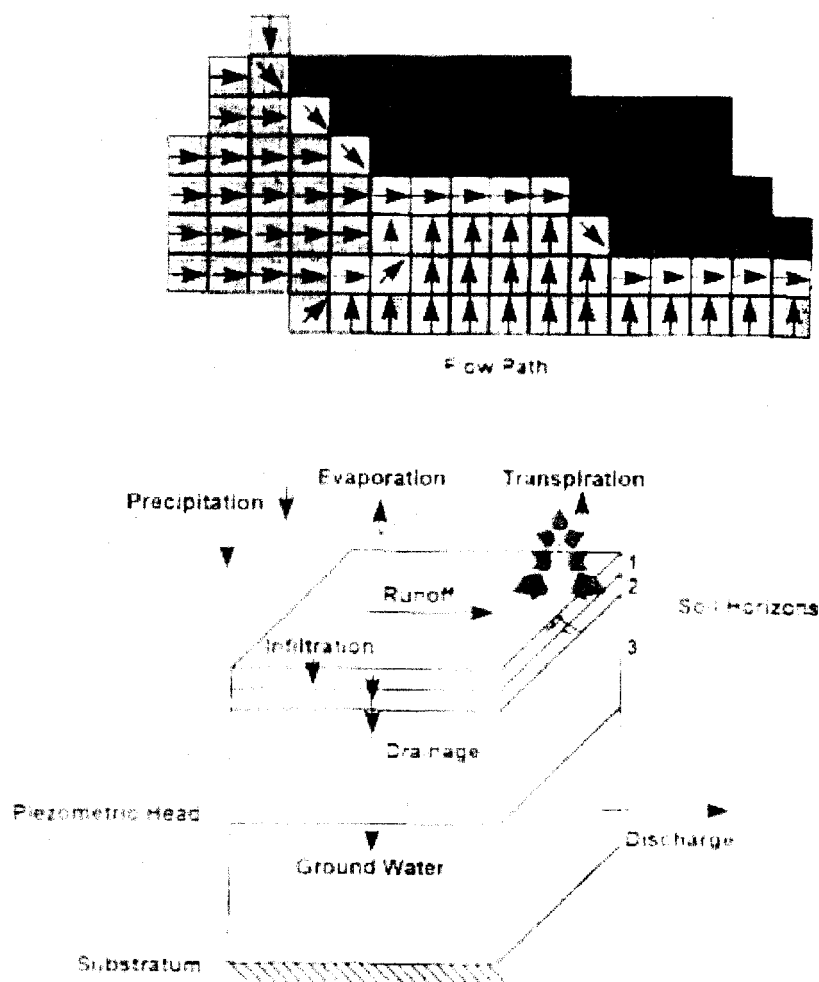 Flow Path
Evaporation
Transpiration
Precipitation
1
2
Runoff
Soil Horizons
Infiltration
3
Drainage
Piezometric Head
Discharge
Ground Water
Substratum